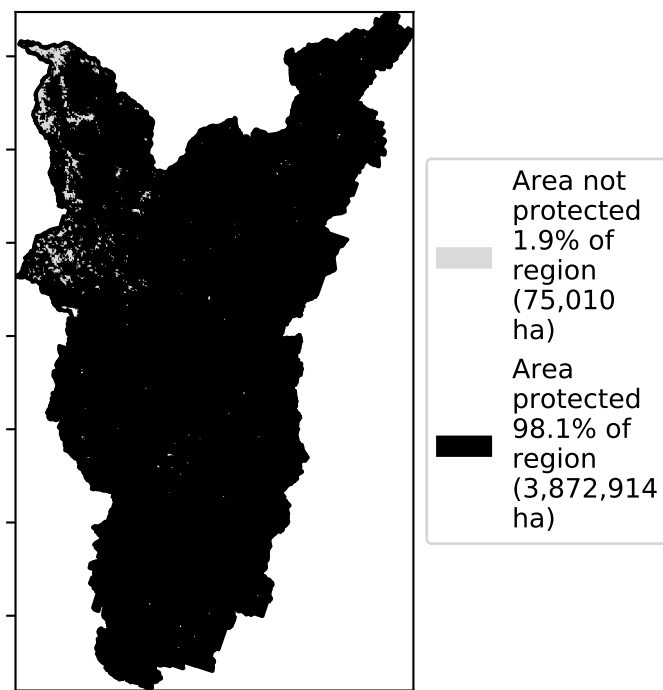 Area not
protected
1.9% of
region
(75,010
ha)
Area
protected
98.1% of
region
(3,872,914
ha)